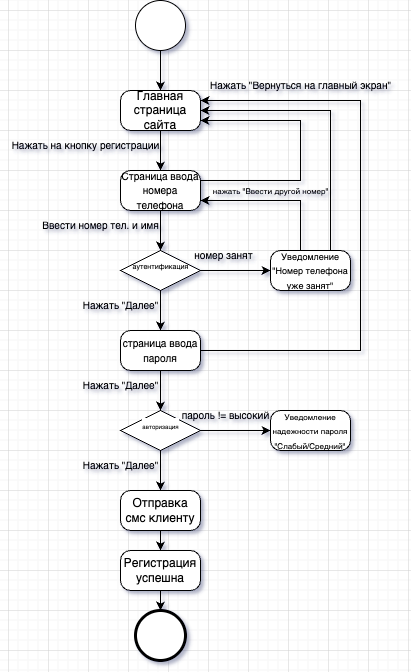 Нажать "Вернуться на главный экран"
Главная
страница
сайта
Нажать на кнопку регистрации
Страница ввода
номера
телефона
нажать "Ввести другой номер"
Ввести номер тел. и имя
номер занят
аутентификация
Уведомление
"Номер телефона
уже занят"
Нажать "Далее"
страница ввода
пароля
Нажать "Далее"
пароль != высокий
авторизация
Уведомление
надежности пароля
"Слабый/Средний"
Нажать "Далее"
Отправка
смс клиенту
Регистрация
успешна